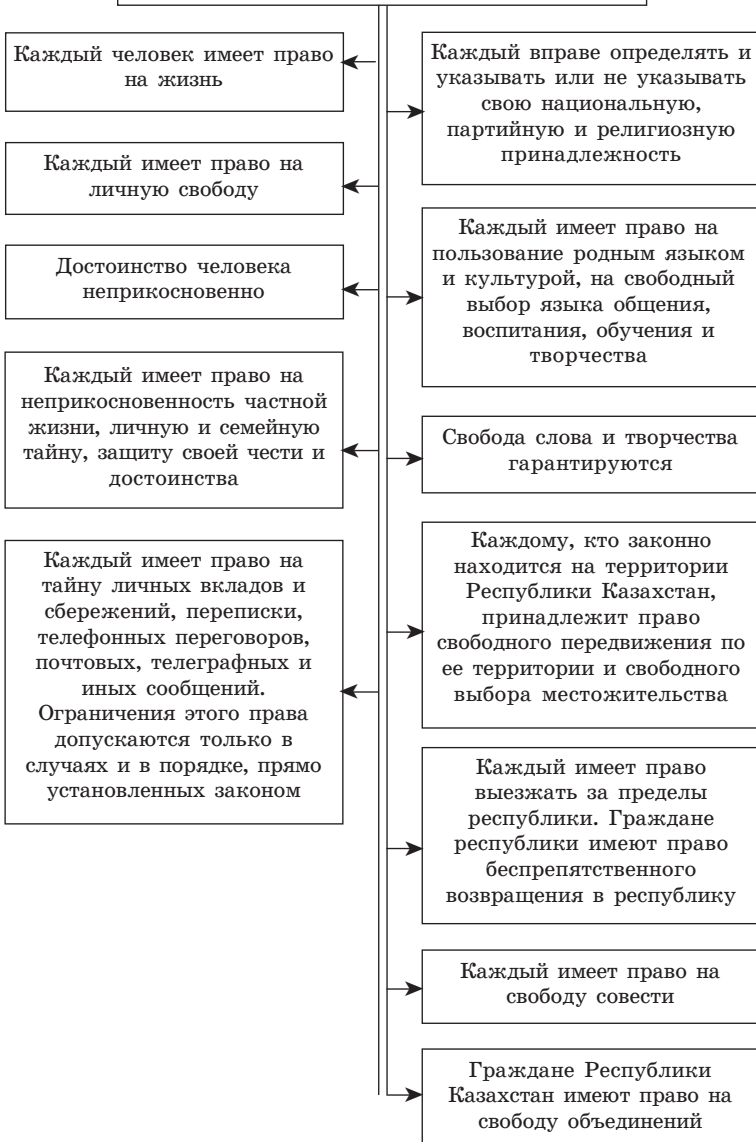 Каждый человек имеет право
на жизнь
Каждый имеет право на
личную свободу
Достоинство человека
неприкосновенно
Каждый имеет право на
неприкосновенность частной
жизни, личную и семейную
тайну, защиту своей чести и
достоинства
Каждый имеет право на
тайну личных вкладов и
сбережений, переписки,
телефонных переговоров,
почтовых, телеграфных и
иных сообщений.
Ограничения этого права
допускаются только в
случаях и в порядке, прямо
установленных законом
Каждый вправе определять и
указывать или не указывать
свою национальную,
партийную и религиозную
принадлежность
Каждый имеет право на
пользование родным языком
и культурой, на свободный
выбор языка общения,
воспитания, обучения и
творчества
Свобода слова и творчества
гарантируются
Каждому, кто законно
находится на территории
Республики Казахстан,
принадлежит право
свободного передвижения по
ее территории и свободного
выбора местожительства
Каждый имеет право
выезжать за пределы
республики. Граждане
республики имеют право
беспрепятственного
возвращения в республику
Каждый имеет право на
свободу совести
Граждане Республики
Казахстан имеют право на
свободу объединений